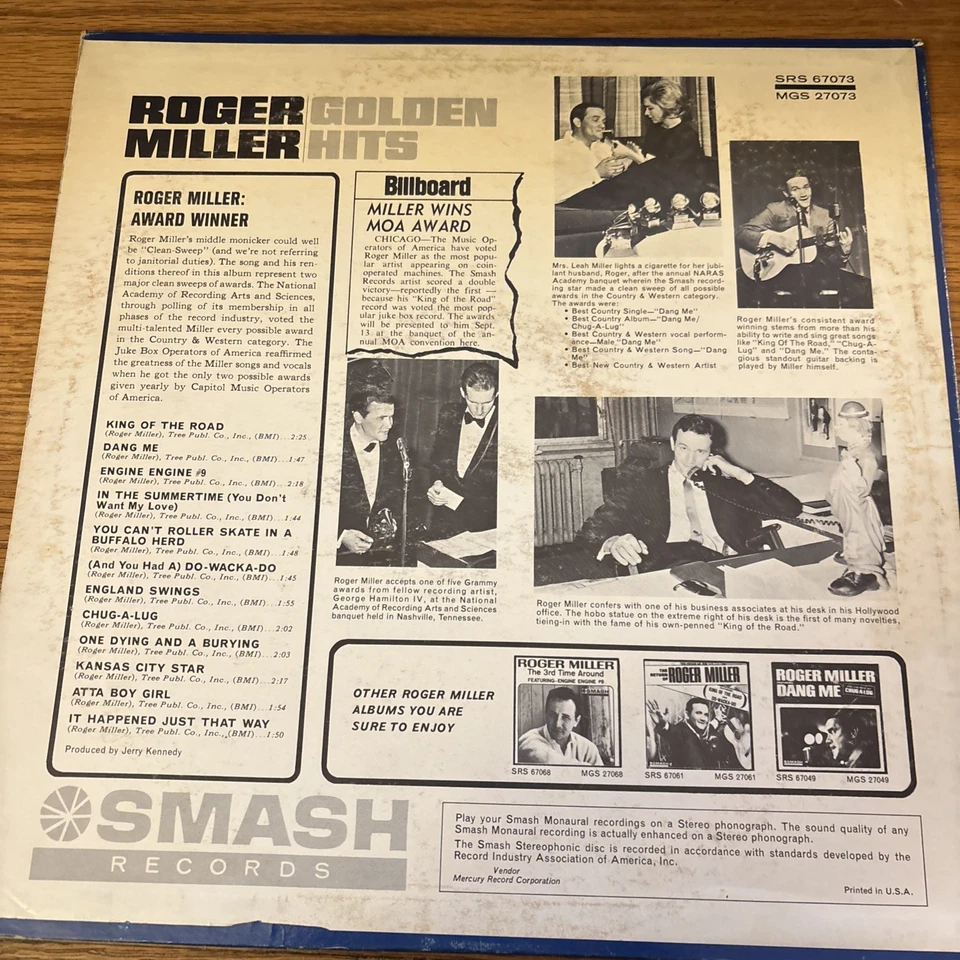 SRS 67073
MGS 27073
ROGER GOLDEN
MILLER HITS
ROGER MILLER:
AWARD WINNER
Roger Miller's middle monicker could well
be "Clean-Sweep" (and we're not referring
to janitorial duties). The song and his ren-
ditions thereof in this album represent two
major clean sweeps of awards. The National
Academy of Recording Arts and Sciences,
through polling of its membership in all
phases of the record industry, voted the
multi-talented Miller every possible award
in the Country & Western category. The
Juke Box Operators of America reaffirmed
the greatness of the Miller songs and vocals
when he got the only two possible awards
given yearly by Capitol Music Operators
of America.
KING OF THE ROAD
(Roger Miller), Tree Publ. Co., Inc., (BMI)...2:25
DANG ME
(Roger Miller), Tree Publ. Co., Inc., (BMI)...1:47
ENGINE ENGINE #9
(Roger Miller), Tree Publ. Co., Inc., (BMI)...2:18
IN THE SUMMERTIME (You Don't
Want My Love)
(Roger Miller), Tree Publ. Co., Inc., (BMI)...1:44
YOU CAN'T ROLLER SKATE IN A
BUFFALO HERD
(Roger Miller), Tree Publ. Co., Inc., (BMI)...1:48
(And You Had A) DO-WACKA-DO
(Roger Miller), Tree Publ. Co., Inc., (BMI)...1:45
ENGLAND SWINGS
(Roger Miller), Tree Publ. Co., Inc., (BMI)...1:55
CHUG-A-LUG
(Roger Miller), Tree Publ. Co., Inc., (BMI)...2:02
ONE DYING AND A BURYING
(Roger Miller), Tree Publ. Co., Inc., (BMI)...2:03
KANSAS CITY STAR
(Roger Miller), Tree Publ. Co., Inc., (BMI)...2:17
ATTA BOY GIRL
(Roger Miller), Tree Publ. Co., Inc., (BMI)...1:54
IT HAPPENED JUST THAT WAY
(Roger Miller), Tree Publ. Co., Inc., (BMI)...1:50
Produced by Jerry Kennedy
Billboard
MILLER WINS
MOA AWARD
CHICAGO—The Music Op-
erators of America have voted
Roger Miller as the most popu-
lar artist appearing on coin-
operated machines. The Smash
Records artist scored a double
victory—reportedly the first —
because his "King of the Road"
record was voted the most pop-
ular juke box record. The awards
will be presented to him Sept.
13 at the banquet of the an-
nual MOA convention here.
Mrs. Leah Miller lights a cigarette for her jubi-
lant husband, Roger, after the annual NARAS
Academy banquet wherein the Smash record-
ing star made a clean sweep of all possible
awards in the Country & Western category.
The awards were:
• Best Country Single—"Dang Me"
• Best Country Album—"Dang Me/
Chug-A-Lug"
• Best Country & Western vocal perform-
ance—Male "Dang Me"
• Best Country & Western Song—"Dang
Me"
• Best New Country & Western Artist
Roger Miller's consistent award
winning stems from more than his
ability to write and sing great songs
like "King Of The Road," "Chug-A-
Lug" and "Dang Me." The conta-
gious standout guitar backing is
played by Miller himself.
Roger Miller accepts one of five Grammy
awards from fellow recording artist,
George Hamilton IV, at the National
Academy of Recording Arts and Sciences
banquet held in Nashville, Tennessee.
Roger Miller confers with one of his business associates at his desk in his Hollywood
office. The hobo statue on the extreme right of his desk is the first of many novelties,
tieing-in with the fame of his own-penned "King of the Road."
OTHER ROGER MILLER
ALBUMS YOU ARE
SURE TO ENJOY
ROGER MILLER
The 3rd Time Around
FEATURING—ENGINE ENGINE #9
SMASH
SRS 67068 MGS 27068
THE RETURN OF
ROGER MILLER
KING OF THE ROAD
DO-WACKA-DO
SRS 67061 MGS 27061
ROGER MILLER
DANG ME
CHUG-A-LUG
SRS 67049 MGS 27049
SMASH
RECORDS
Play your Smash Monaural recordings on a Stereo phonograph. The sound quality of any
Smash Monaural recording is actually enhanced on a Stereo phonograph.
The Smash Stereophonic disc is recorded in accordance with standards developed by the
Record Industry Association of America, Inc.
Vendor
Mercury Record Corporation
Printed in U.S.A.